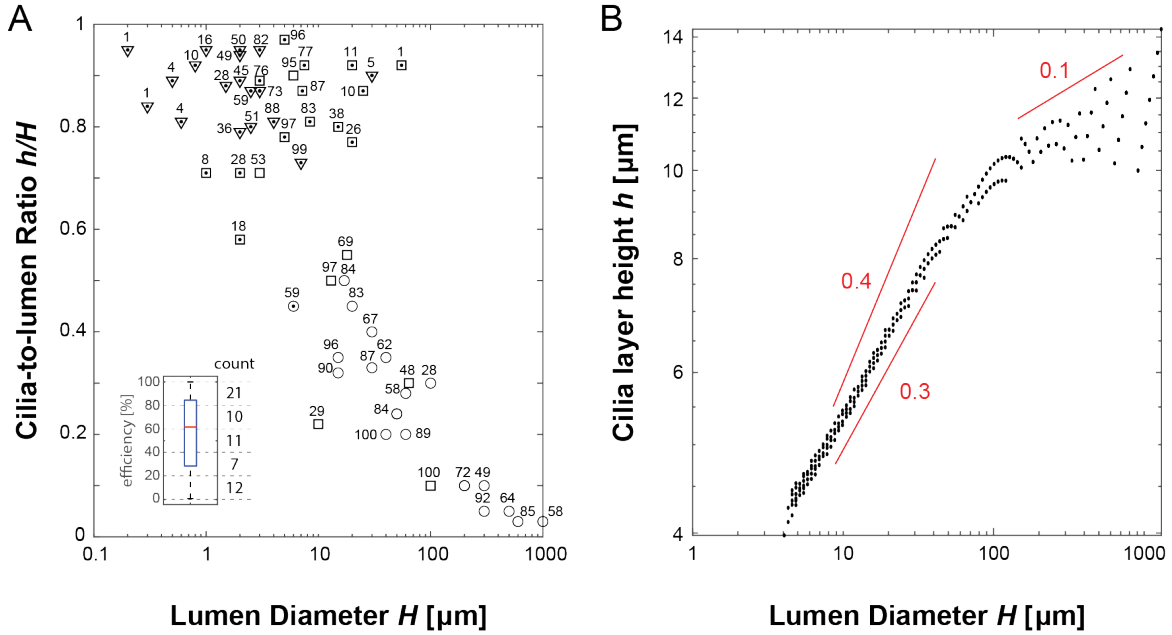 A
B
Cilia-to-lumen Ratio h/H
1
0.8
0.6
0.4
0.2
0
1 16 50 82 96
49 77 11 1
4 10 28 45 76 95 5
1 59 73 87 10
4 36 51 88 97 83 38 26
99
8 28 53
18
69
97 84
59 83
67
96 87 62
90
58 48 28
29 84
100 89
100 72 49
92 64
85 58
count
efficiency [%]
100
80
60
40
20
0
21
10
11
7
12
0.1 1 10 100 1000
Lumen Diameter H [µm]
Cilia layer height h [µm]
14
12
10
8
6
4
0.1
0.4
0.3
1 10 100 1000
Lumen Diameter H [µm]